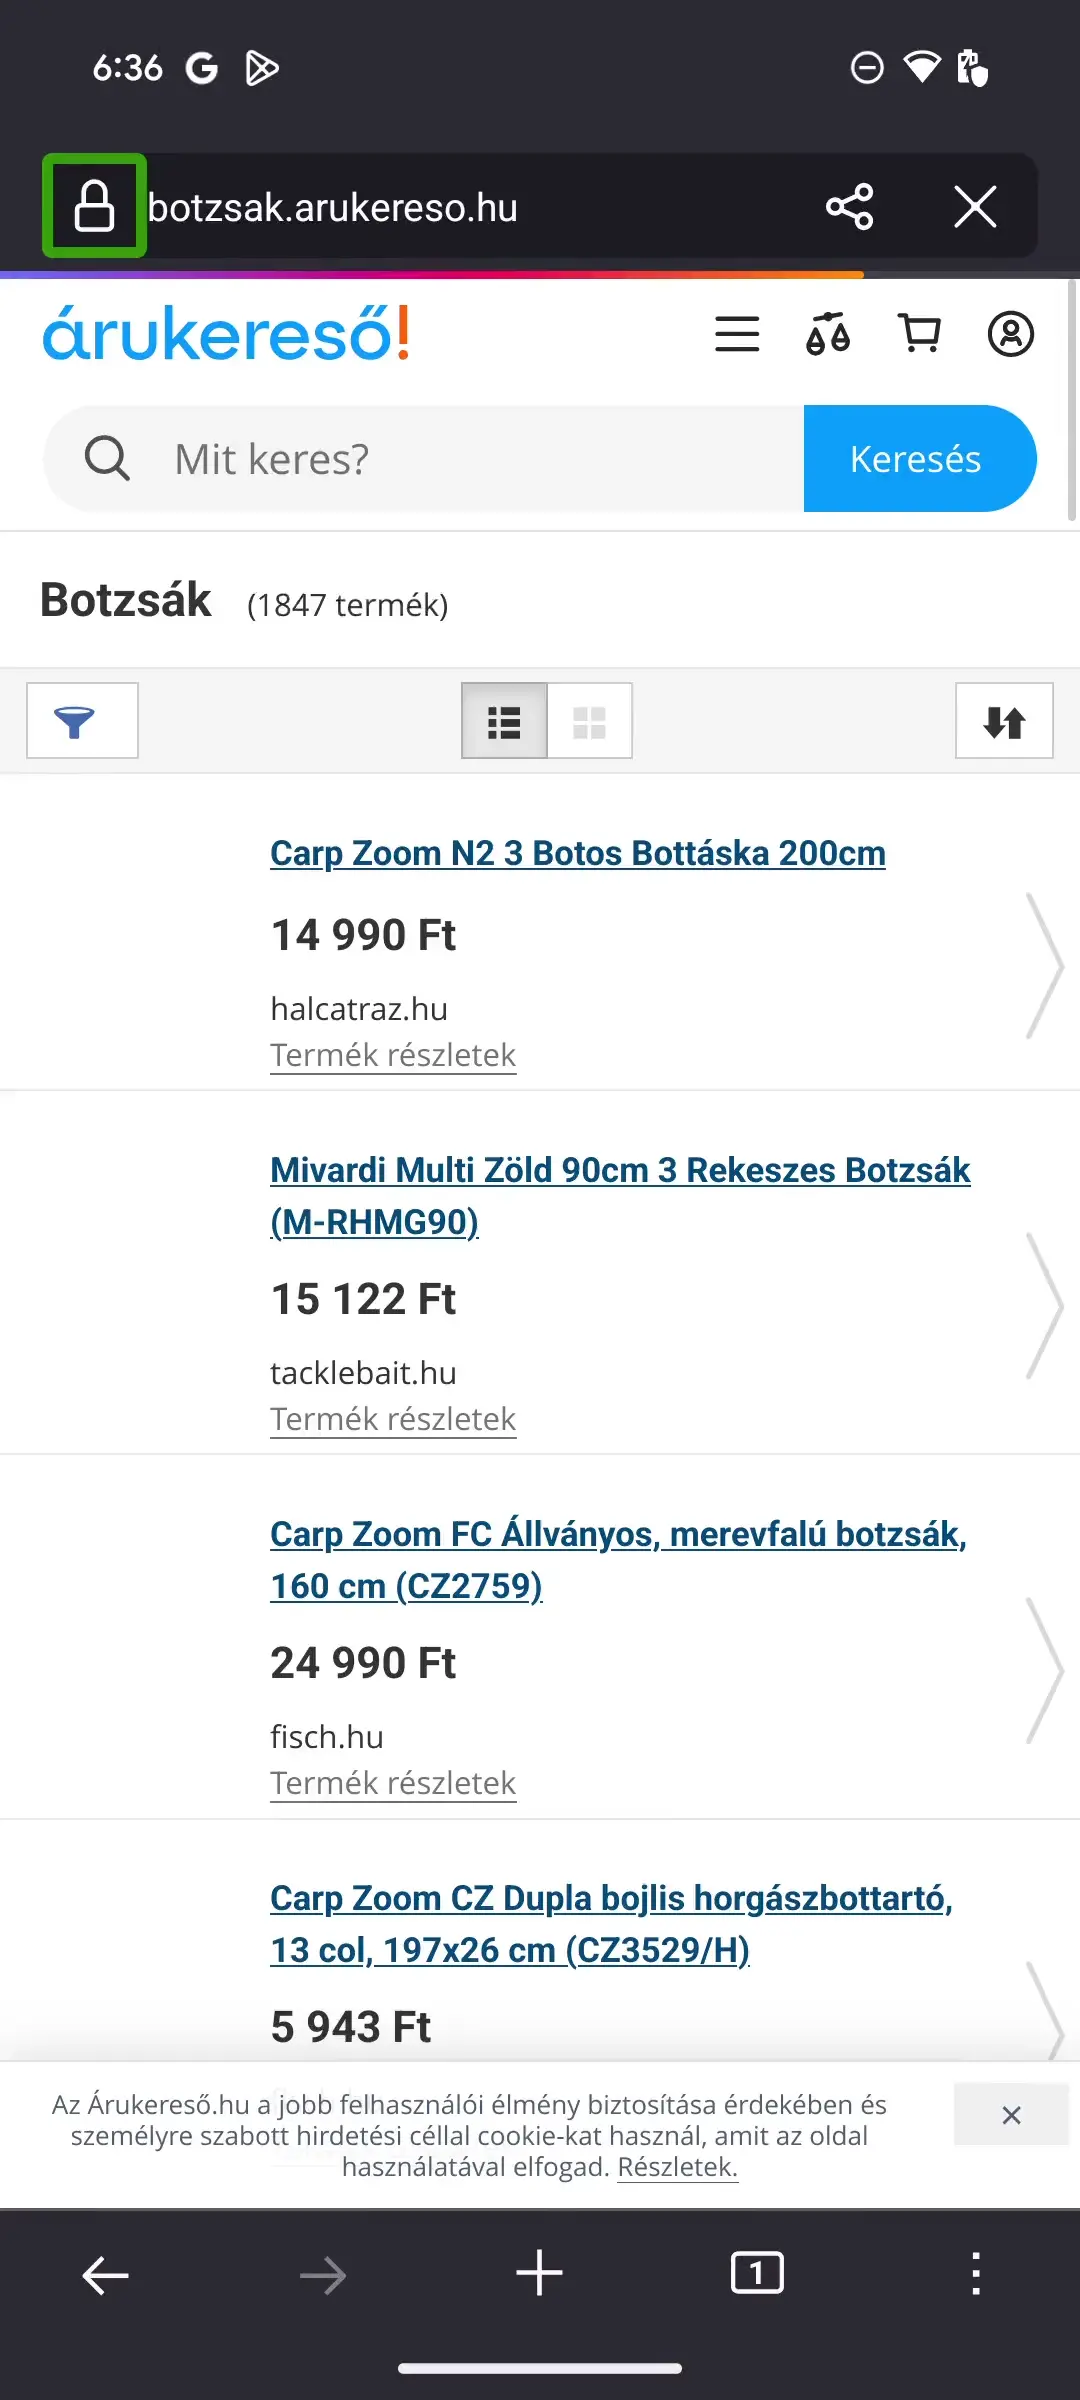 6:36
botzsak.arukereso.hu
árukereső!
Mit keres?
Keresés
Botzsák (1847 termék)
Carp Zoom N2 3 Botos Bottáska 200cm
14 990 Ft
halcatraz.hu
Termék részletek
Mivardi Multi Zöld 90cm 3 Rekeszes Botzsák
(M-RHMG90)
15 122 Ft
tacklebait.hu
Termék részletek
Carp Zoom FC Állványos, merevfalú botzsák,
160 cm (CZ2759)
24 990 Ft
fisch.hu
Termék részletek
Carp Zoom CZ Dupla bojlis horgászbottartó,
13 col, 197x26 cm (CZ3529/H)
5 943 Ft
Az Árukereső.hu a jobb felhasználói élmény biztosítása érdekében és
személyre szabott hirdetési céllal cookie-kat használ, amit az oldal
használatával elfogad. Részletek.
1